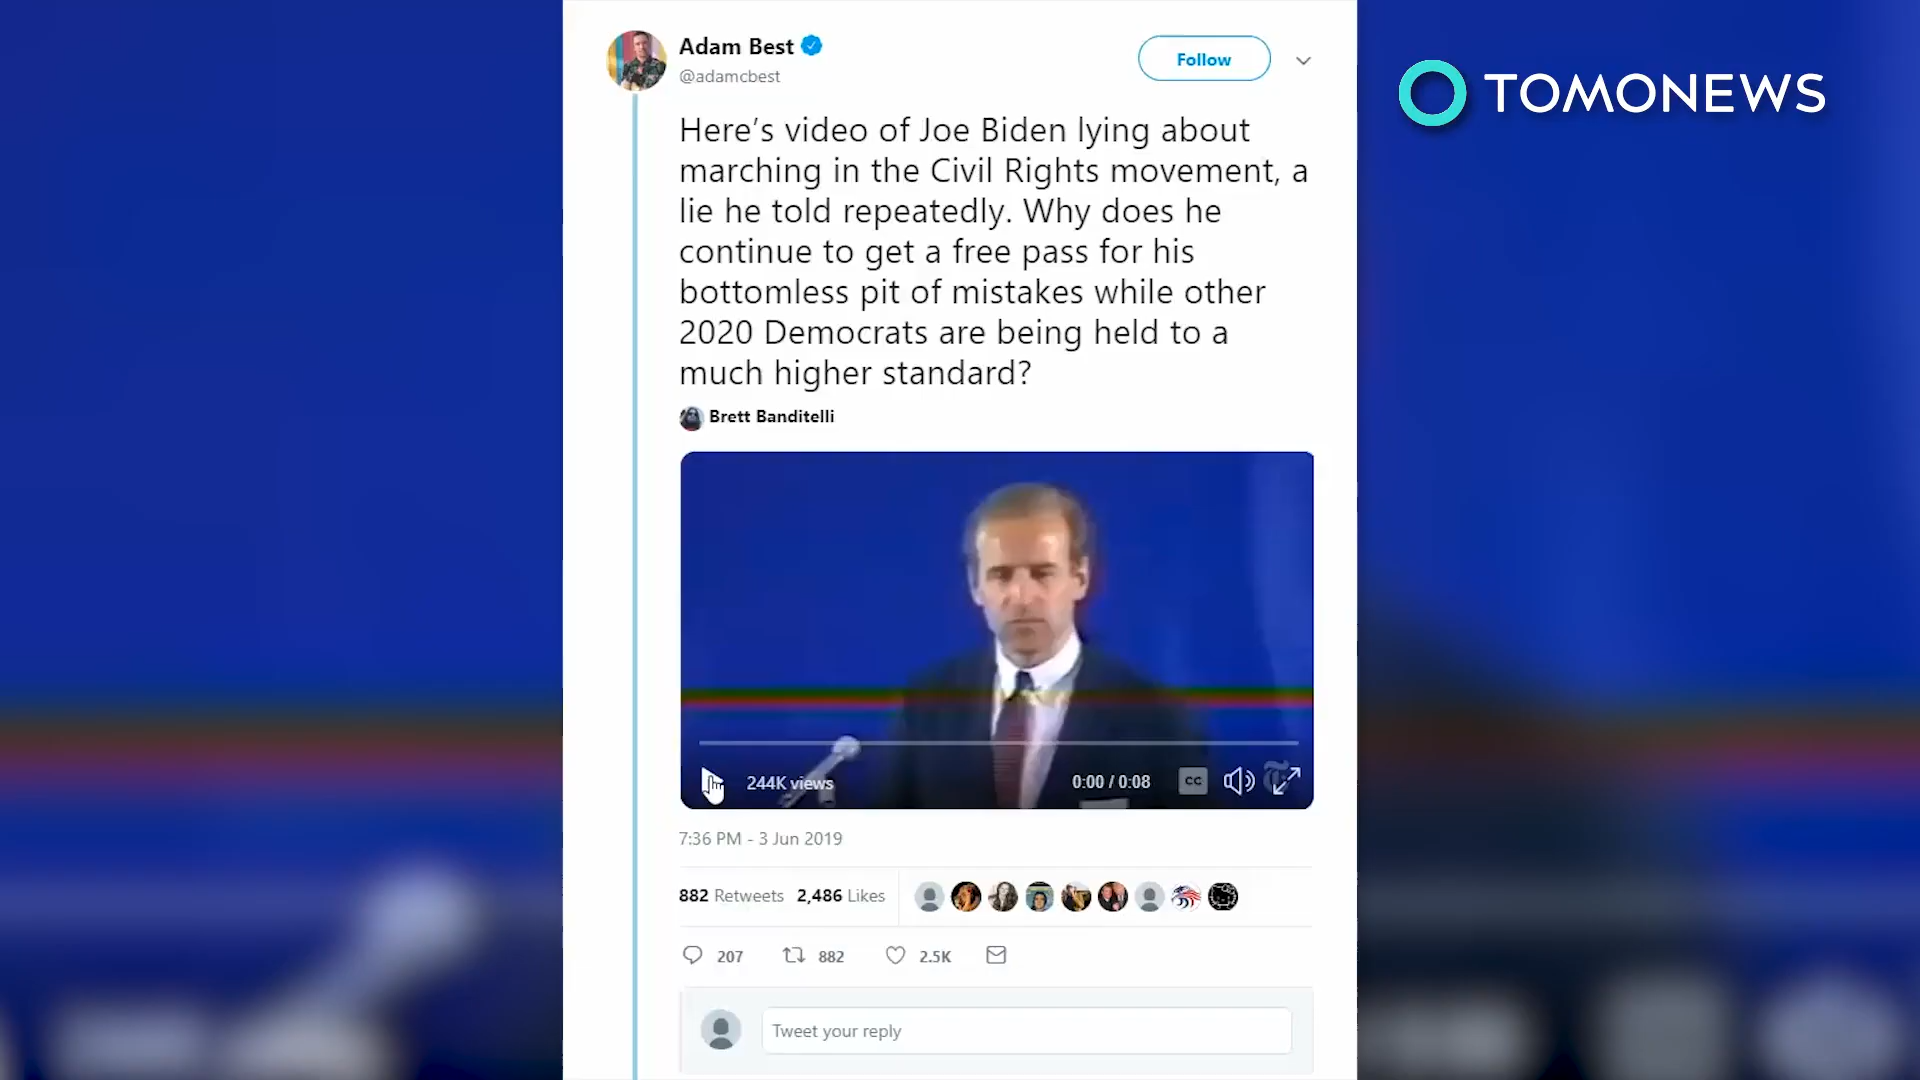 Adam Best
@adamcbest
Follow
TOMONEWS
Here’s video of Joe Biden lying about
marching in the Civil Rights movement, a
lie he told repeatedly. Why does he
continue to get a free pass for his
bottomless pit of mistakes while other
2020 Democrats are being held to a
much higher standard?
Brett Banditelli
244K views
0:00 / 0:08
CC
7:36 PM - 3 Jun 2019
882 Retweets 2,486 Likes
207 882 2.5K
Tweet your reply